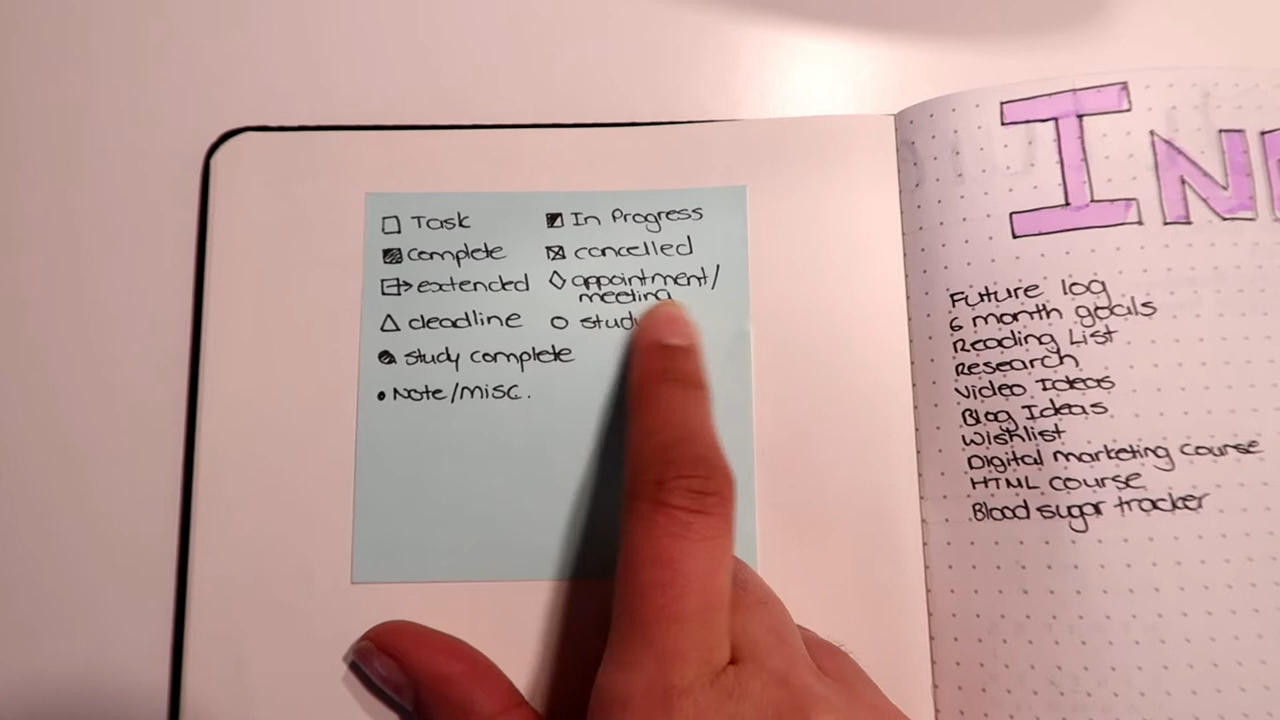 Task
In Progress
complete
cancelled
extended
appointment/
meeting
deadline
study
study complete
Note/misc.
Future log
6 month goals
Reading List
Research
Video Ideas
Blog Ideas
Wishlist
Digital marketing course
HTML course
Blood sugar tracker